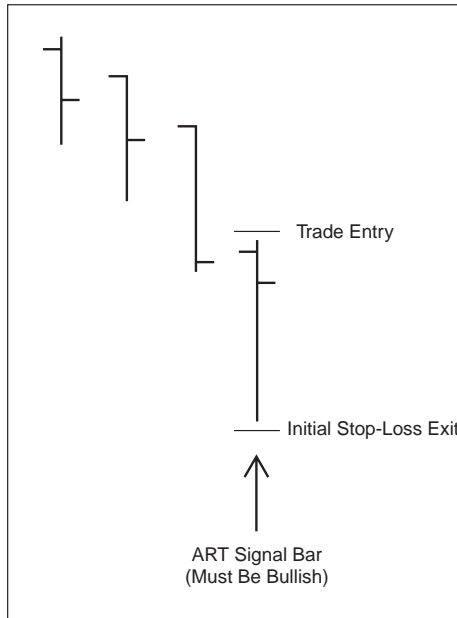 Trade Entry
Initial Stop-Loss Exit
ART Signal Bar
(Must Be Bullish)